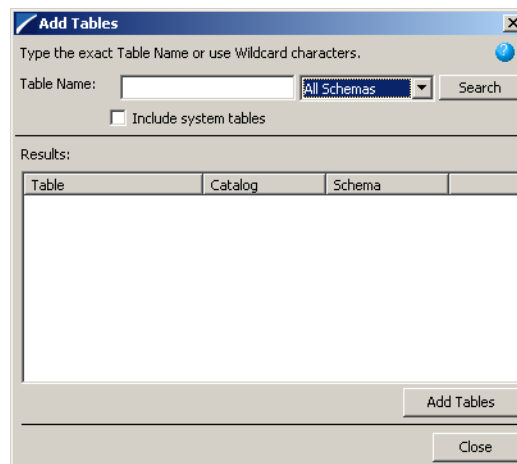 Add Tables
Type the exact Table Name or use Wildcard characters.
Table Name: All Schemas Search
Include system tables
Results:
Table Catalog Schema
Add Tables
Close